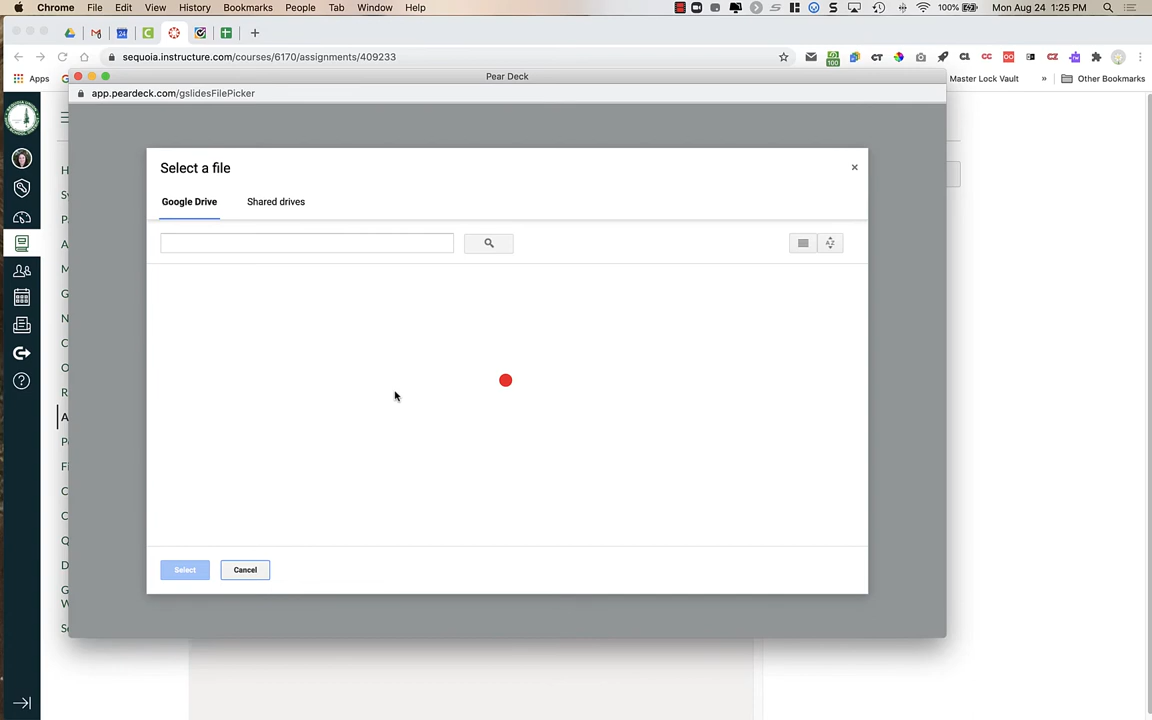 Chrome File Edit View History Bookmarks People Tab Window Help 100% Mon Aug 24 1:25 PM
sequoia.instructure.com/courses/6170/assignments/409233
Apps Master Lock Vault » Other Bookmarks
Pear Deck
app.peardeck.com/gslidesFilePicker
Select a file
Google Drive Shared drives
Select Cancel